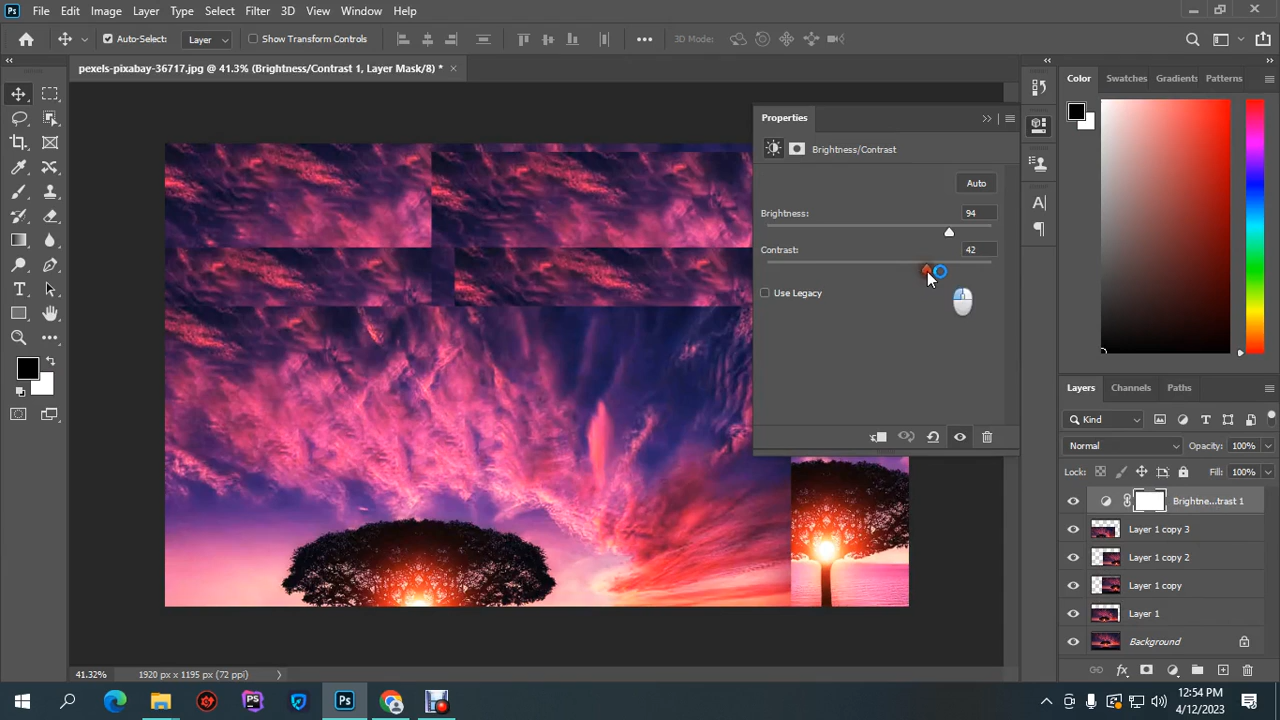 Ps File Edit Image Layer Type Select Filter 3D View Window Help
Auto-Select: Layer Show Transform Controls 3D Mode:
pexels-pixabay-36717.jpg @ 41.3% (Brightness/Contrast 1, Layer Mask/8) *
Color Swatches Gradients Patterns
Properties
Brightness/Contrast
Auto
Brightness: 94
Contrast: 42
Use Legacy
Layers Channels Paths
Kind
Normal Opacity: 100%
Lock: Fill: 100%
Brightne...trast 1
Layer 1 copy 3
Layer 1 copy 2
Layer 1 copy
Layer 1
Background
41.32% 1920 px x 1195 px (72 ppi)
PS Ps
12:54 PM
4/12/2023